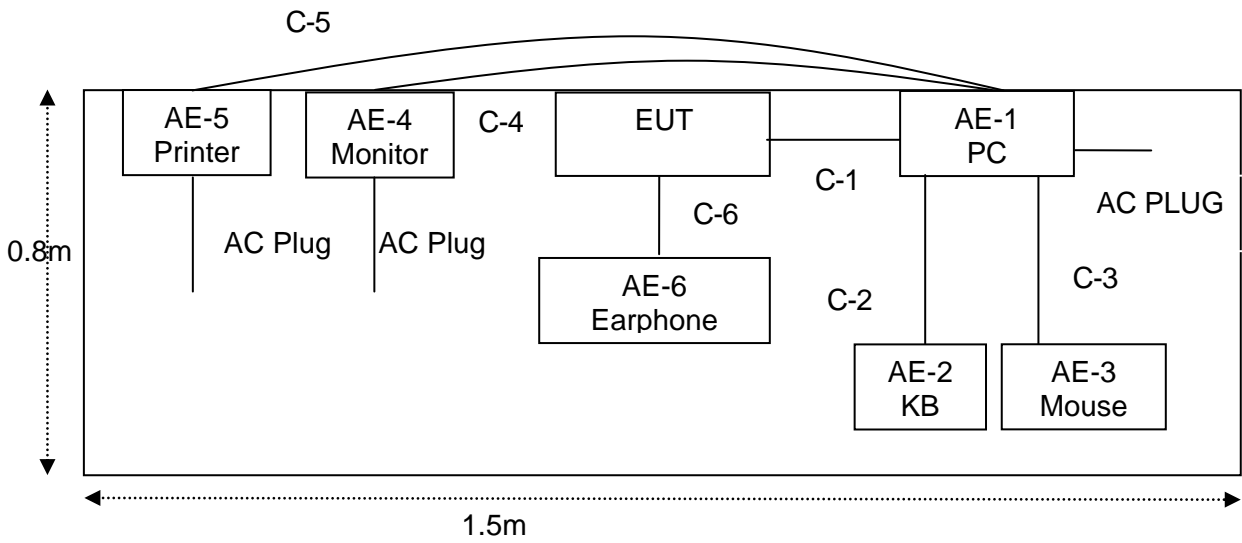 C-5
AE-5
Printer
AE-4
Monitor
C-4
EUT
AE-1
PC
C-1
AC PLUG
C-6
AC Plug
AC Plug
0.8m
AE-6
Earphone
C-2
C-3
AE-2
KB
AE-3
Mouse
1.5m